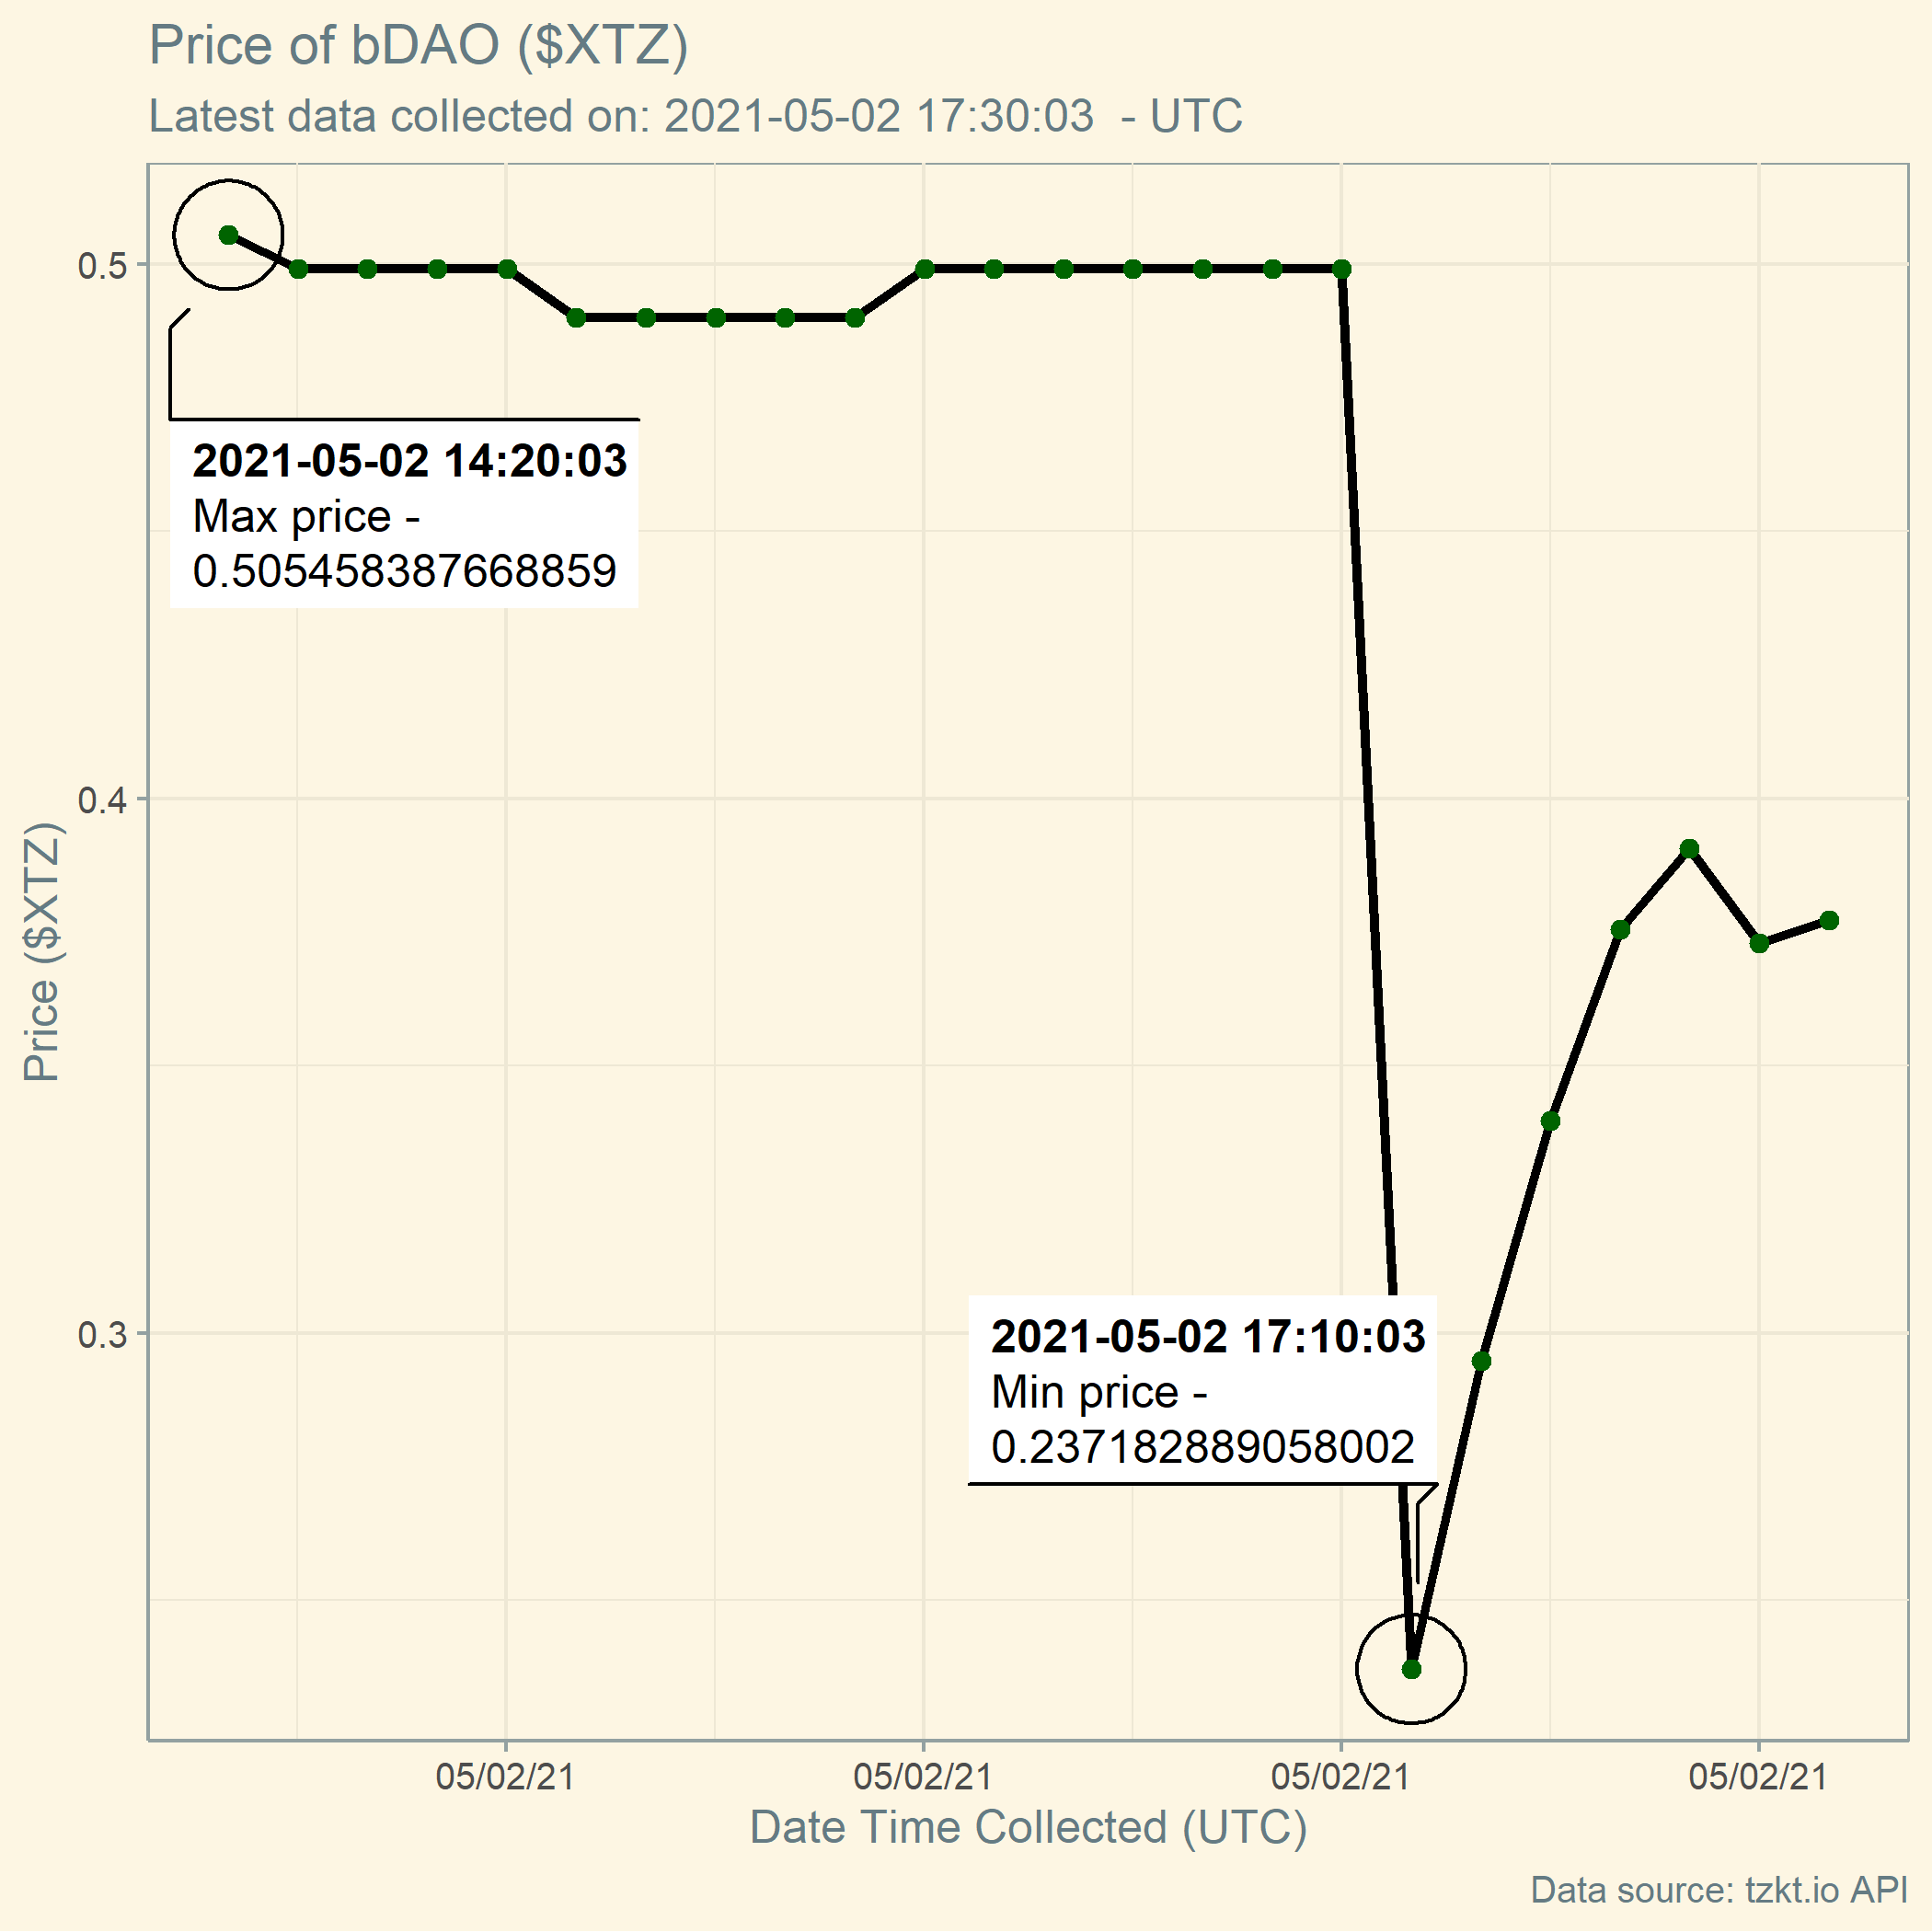 Price of bDAO ($XTZ)
Latest data collected on: 2021-05-02 17:30:03  - UTC
0.5
2021-05-02 14:20:03
Max price -
0.505458387668859
0.4
Price ($XTZ)
0.3
2021-05-02 17:10:03
Min price -
0.237182889058002
05/02/21 05/02/21 05/02/21 05/02/21
Date Time Collected (UTC)
Data source: tzkt.io API